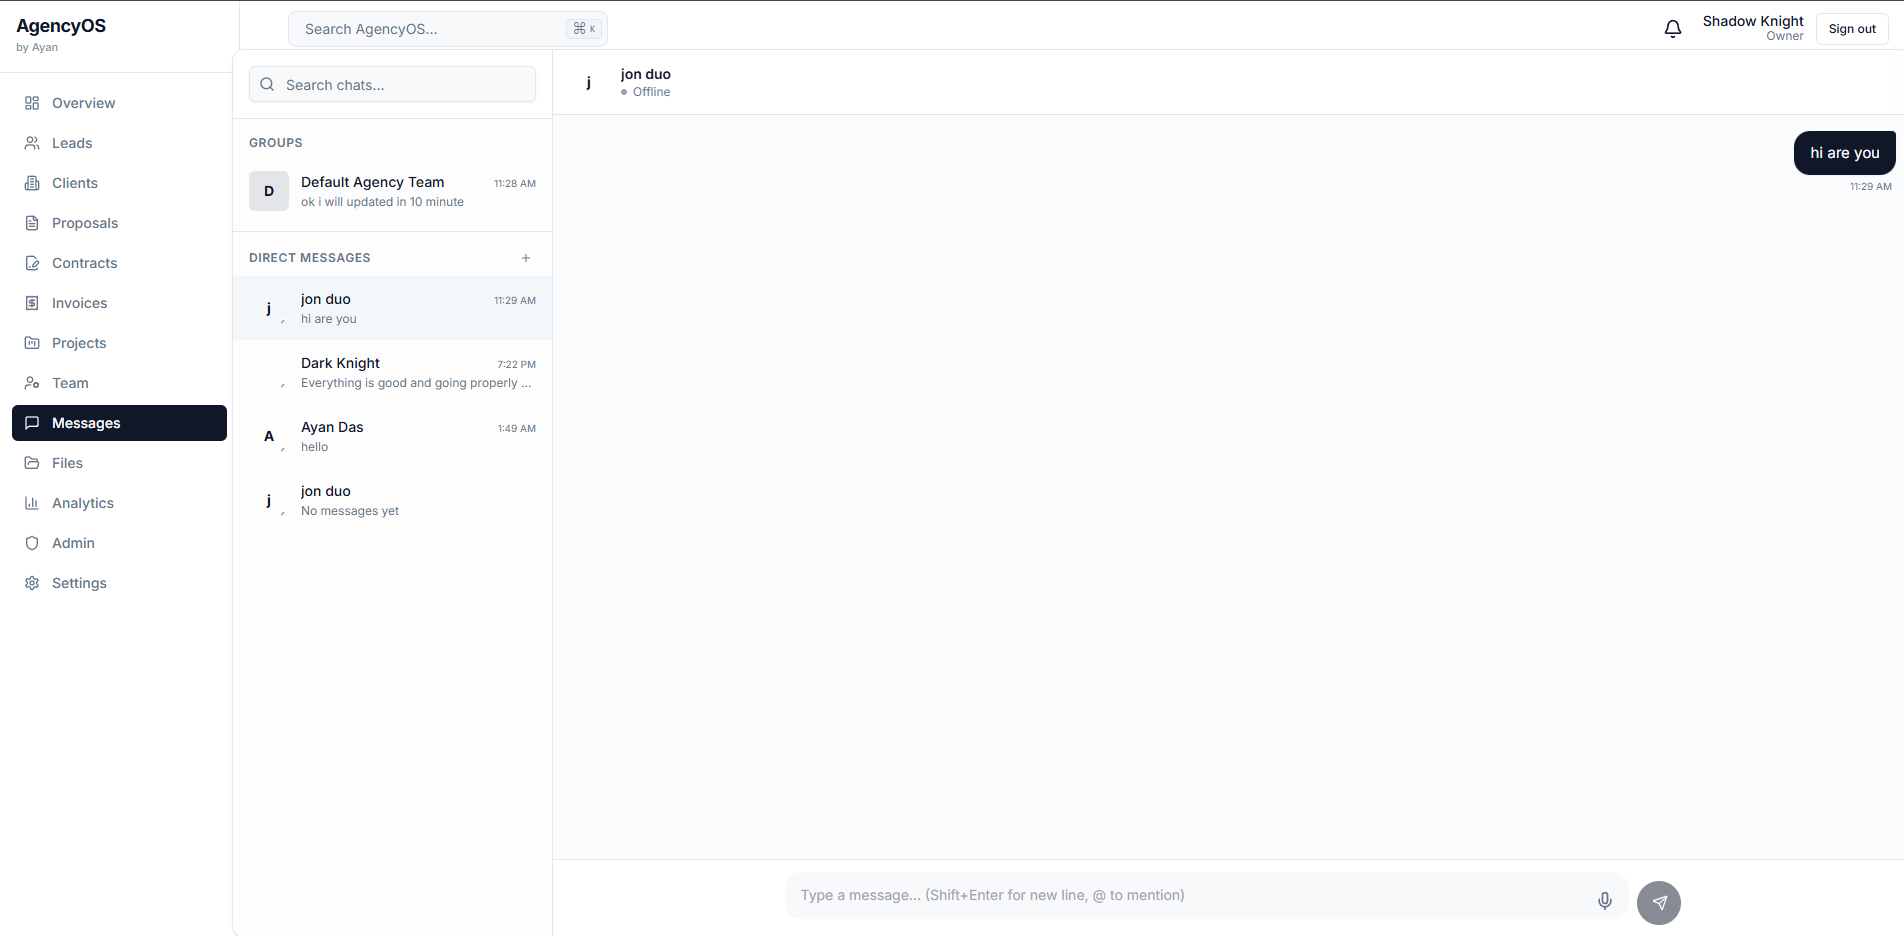 AgencyOS
by Ayan
Search AgencyOS...
⌘ K
Shadow Knight
Owner
Sign out
Overview
Leads
Clients
Proposals
Contracts
Invoices
Projects
Team
Messages
Files
Analytics
Admin
Settings
Search chats...
GROUPS
D
Default Agency Team
11:28 AM
ok i will updated in 10 minute
DIRECT MESSAGES
+
j
jon duo
11:29 AM
hi are you
Dark Knight
7:22 PM
Everything is good and going properly ...
A
Ayan Das
1:49 AM
hello
j
jon duo
No messages yet
j
jon duo
Offline
hi are you
11:29 AM
Type a message... (Shift+Enter for new line, @ to mention)